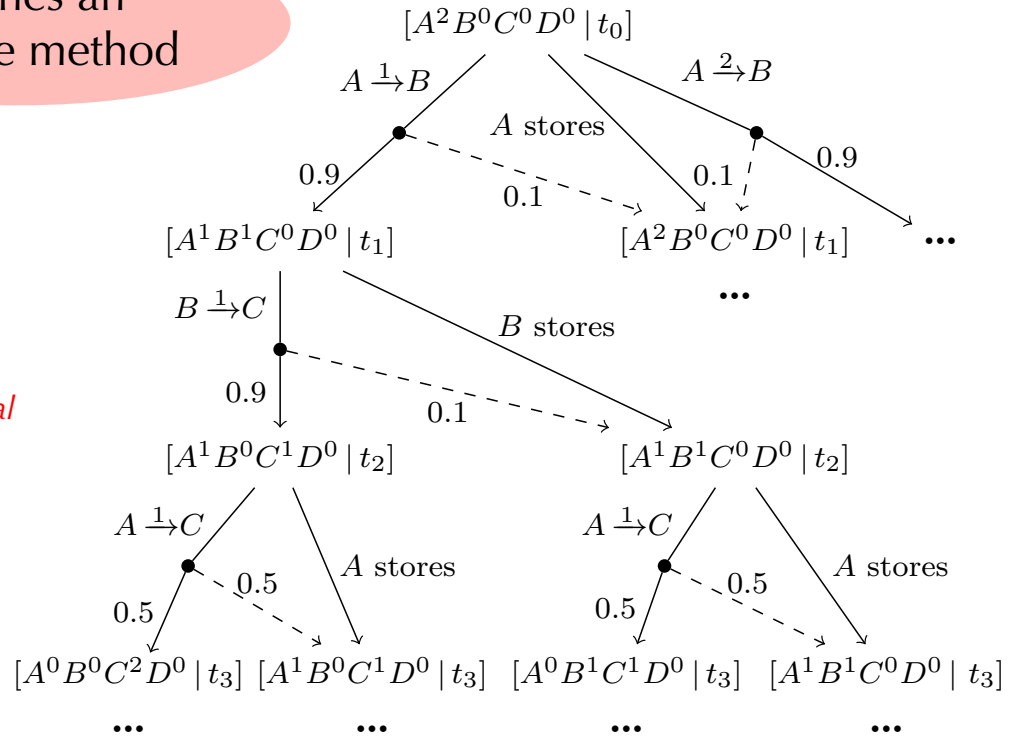 e method
[A²B⁰C⁰D⁰ | t₀]
A →¹ B
A →² B
A stores
0.9
0.1
0.1
0.9
[A¹B¹C⁰D⁰ | t₁]
[A²B⁰C⁰D⁰ | t₁]
...
...
B →¹ C
B stores
0.9
0.1
al
[A¹B⁰C¹D⁰ | t₂]
[A¹B¹C⁰D⁰ | t₂]
A →¹ C
A stores
A →¹ C
A stores
0.5
0.5
0.5
0.5
[A⁰B⁰C²D⁰ | t₃] [A¹B⁰C¹D⁰ | t₃] [A⁰B¹C¹D⁰ | t₃] [A¹B¹C⁰D⁰ | t₃]
... ... ... ...